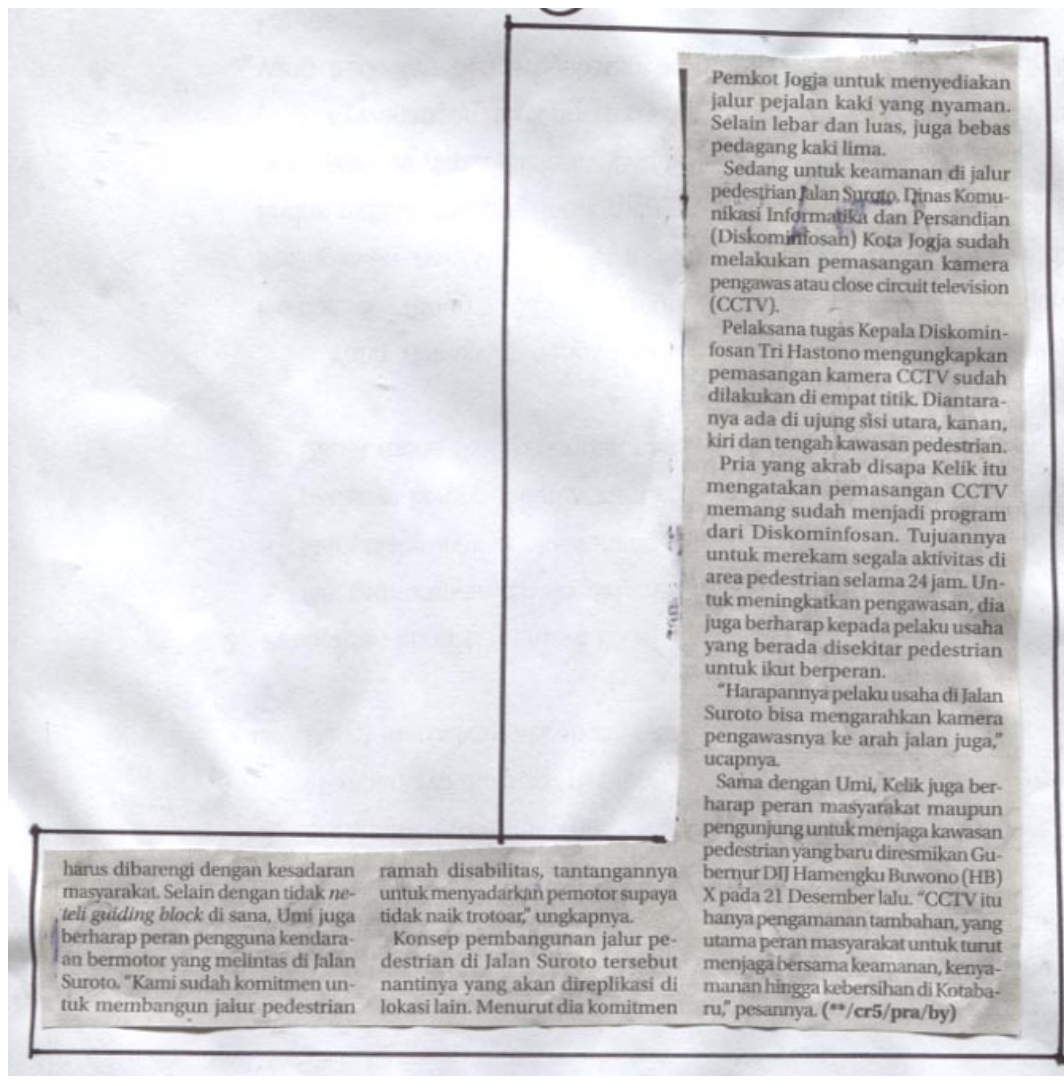 harus dibarengi dengan kesadaran
masyarakat. Selain dengan tidak ne-
teli guiding block di sana, Umi juga
berharap peran pengguna kendara-
an bermotor yang melintas di Jalan
Suroto. “Kami sudah komitmen un-
tuk membangun jalur pedestrian
ramah disabilitas, tantangannya
untuk menyadarkan pemotor supaya
tidak naik trotoar,” ungkapnya.
Konsep pembangunan jalur pe-
destrian di Jalan Suroto tersebut
nantinya yang akan direplikasi di
lokasi lain. Menurut dia komitmen
Pemkot Jogja untuk menyediakan
jalur pejalan kaki yang nyaman.
Selain lebar dan luas, juga bebas
pedagang kaki lima.
Sedang untuk keamanan di jalur
pedestrian Jalan Suroto, Dinas Komu-
nikasi Informatika dan Persandian
(Diskominfosan) Kota Jogja sudah
melakukan pemasangan kamera
pengawas atau close circuit television
(CCTV).
Pelaksana tugas Kepala Diskomin-
fosan Tri Hastono mengungkapkan
pemasangan kamera CCTV sudah
dilakukan di empat titik. Diantara-
nya ada di ujung sisi utara, kanan,
kiri dan tengah kawasan pedestrian.
Pria yang akrab disapa Kelik itu
mengatakan pemasangan CCTV
memang sudah menjadi program
dari Diskominfosan. Tujuannya
untuk merekam segala aktivitas di
area pedestrian selama 24 jam. Un-
tuk meningkatkan pengawasan, dia
juga berharap kepada pelaku usaha
yang berada disekitar pedestrian
untuk ikut berperan.
“Harapannya pelaku usaha di Jalan
Suroto bisa mengarahkan kamera
pengawasnya ke arah jalan juga,”
ucapnya.
Sama dengan Umi, Kelik juga ber-
harap peran masyarakat maupun
pengunjung untuk menjaga kawasan
pedestrian yang baru diresmikan Gu-
bernur DIJ Hamengku Buwono (HB)
X pada 21 Desember lalu. “CCTV itu
hanya pengamanan tambahan, yang
utama peran masyarakat untuk turut
menjaga bersama keamanan, kenya-
manan hingga kebersihan di Kotaba-
ru,” pesannya. (**/cr5/pra/by)